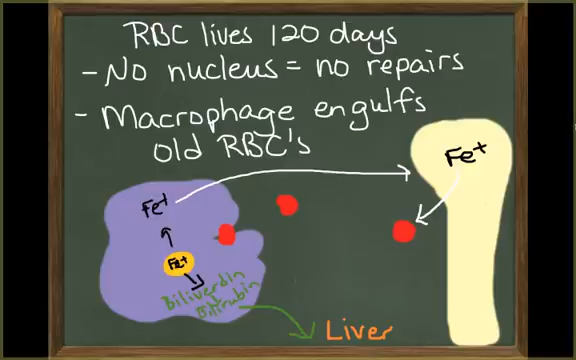 RBC lives 120 days
- No nucleus = no repairs
- Macrophage engulfs
Old RBC's
Fe+
Fe+
Fe+
Biliverdin
Bilirubin
Liver